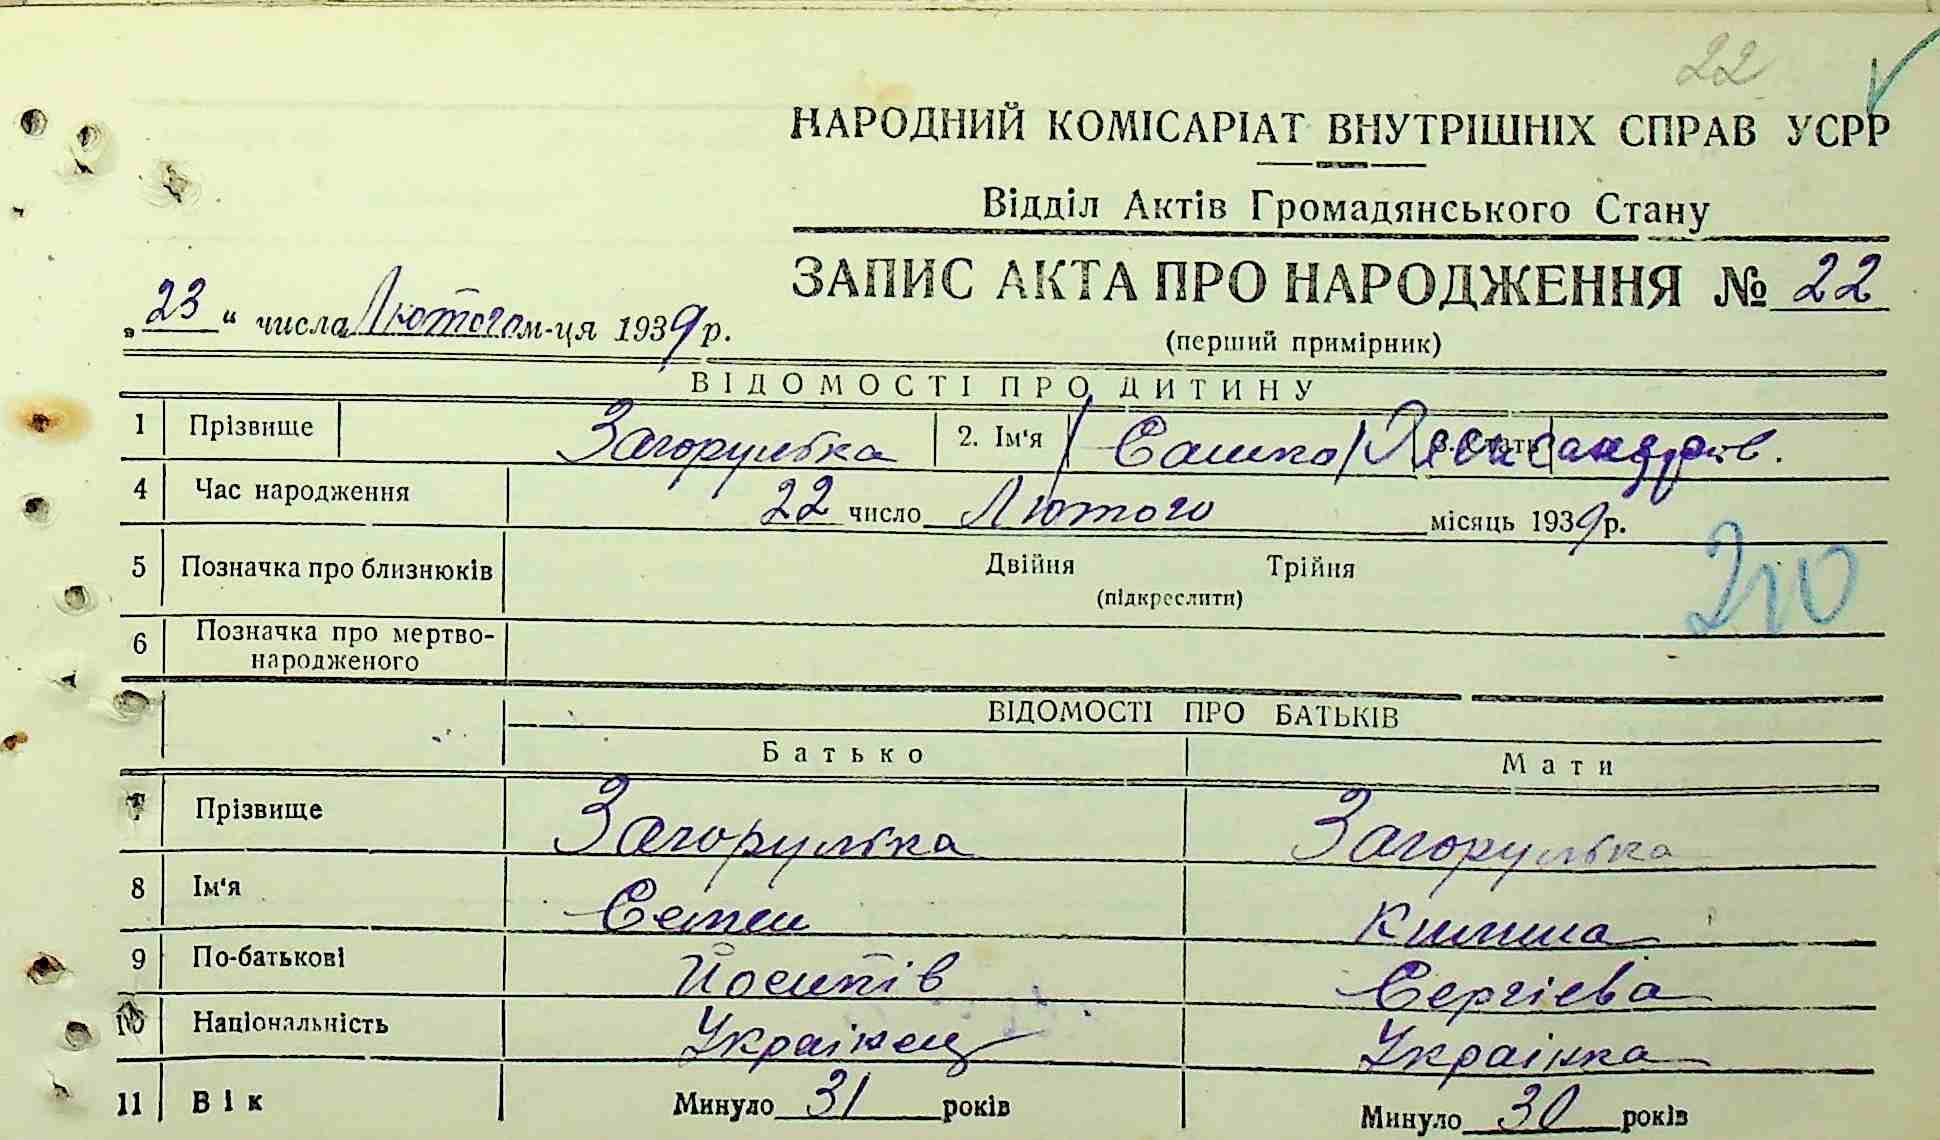 22
НАРОДНИЙ КОМІСАРІАТ ВНУТРІШНІХ СПРАВ УСРР
Відділ Актів Громадянського Стану
ЗАПИС АКТА ПРО НАРОДЖЕННЯ № 22
„23“ числа Лютого м-ця 1939 р.
(перший примірник)
ВІДОМОСТІ ПРО ДИТИНУ
1 Прізвище Загорулька 2. Ім'я /Сашко/ Олександров.
4 Час народження 22 число Лютого місяць 1939 р.
5 Позначка про близнюків Двійня Трійня
(підкреслити)
210
6 Позначка про мертво-
народженого
ВІДОМОСТІ ПРО БАТЬКІВ
Батько Мати
7 Прізвище Загорулька Загорулька
8 Ім'я Семен
9 По-батькові Йосипів Сергієва
10 Національність Українец Українка
11 Вік Минуло 31 років Минуло 30 років